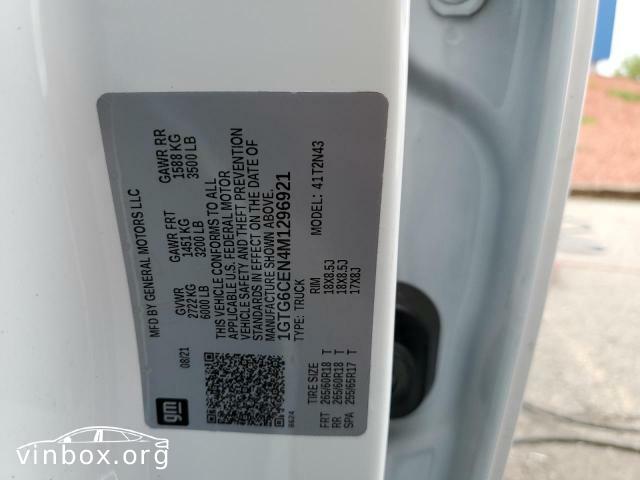 MFD BY GENERAL MOTORS LLC
08/21
GVWR
2722 KG
6000 LB
GAWR FRT
1451 KG
3200 LB
GAWR RR
1588 KG
3500 LB
THIS VEHICLE CONFORMS TO ALL
APPLICABLE U.S. FEDERAL MOTOR
VEHICLE SAFETY AND THEFT PREVENTION
STANDARDS IN EFFECT ON THE DATE OF
MANUFACTURE SHOWN ABOVE.
1GTG6CEN4M1296921
TYPE: TRUCK
MODEL: 41T2N43
TIRE SIZE
RIM
FRT 265/60R18 T 18X8.5J
RR 265/60R18 T 18X8.5J
SPA 255/65R17 T 17X8J
gm
vinbox.org